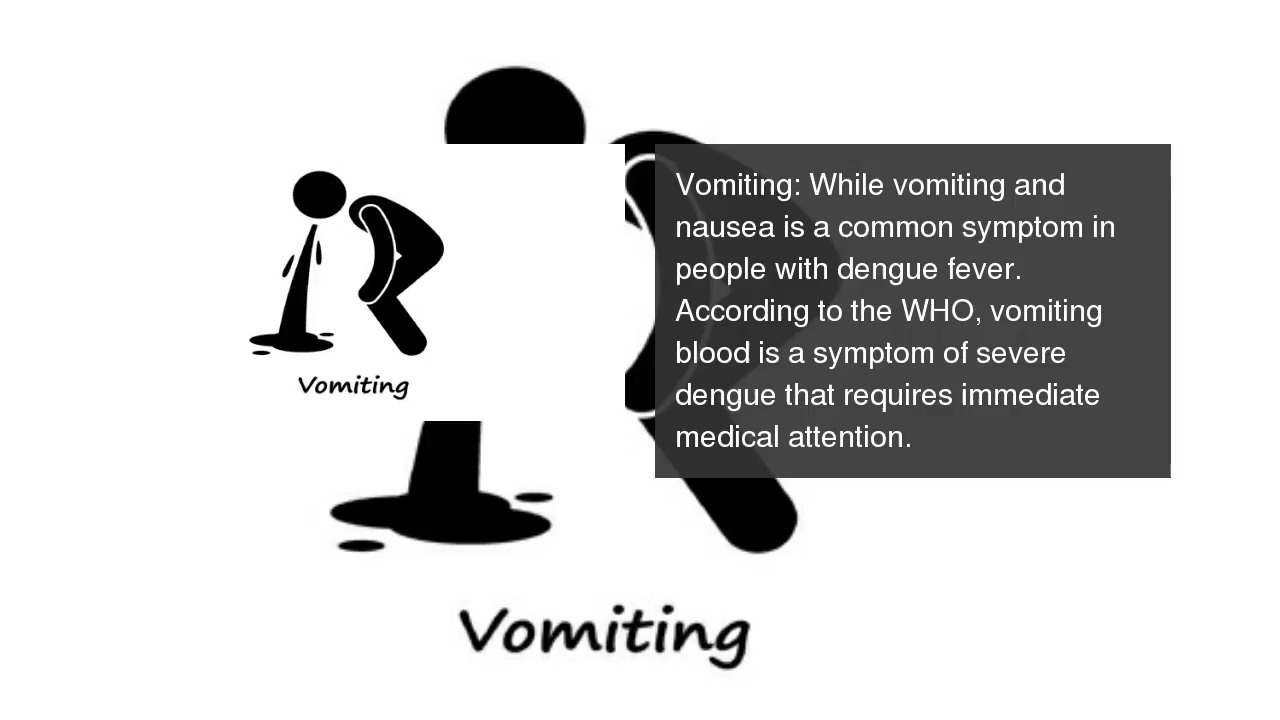 Vomiting: While vomiting and
nausea is a common symptom in
people with dengue fever.
According to the WHO, vomiting
blood is a symptom of severe
dengue that requires immediate
medical attention.
Vomiting
Vomiting